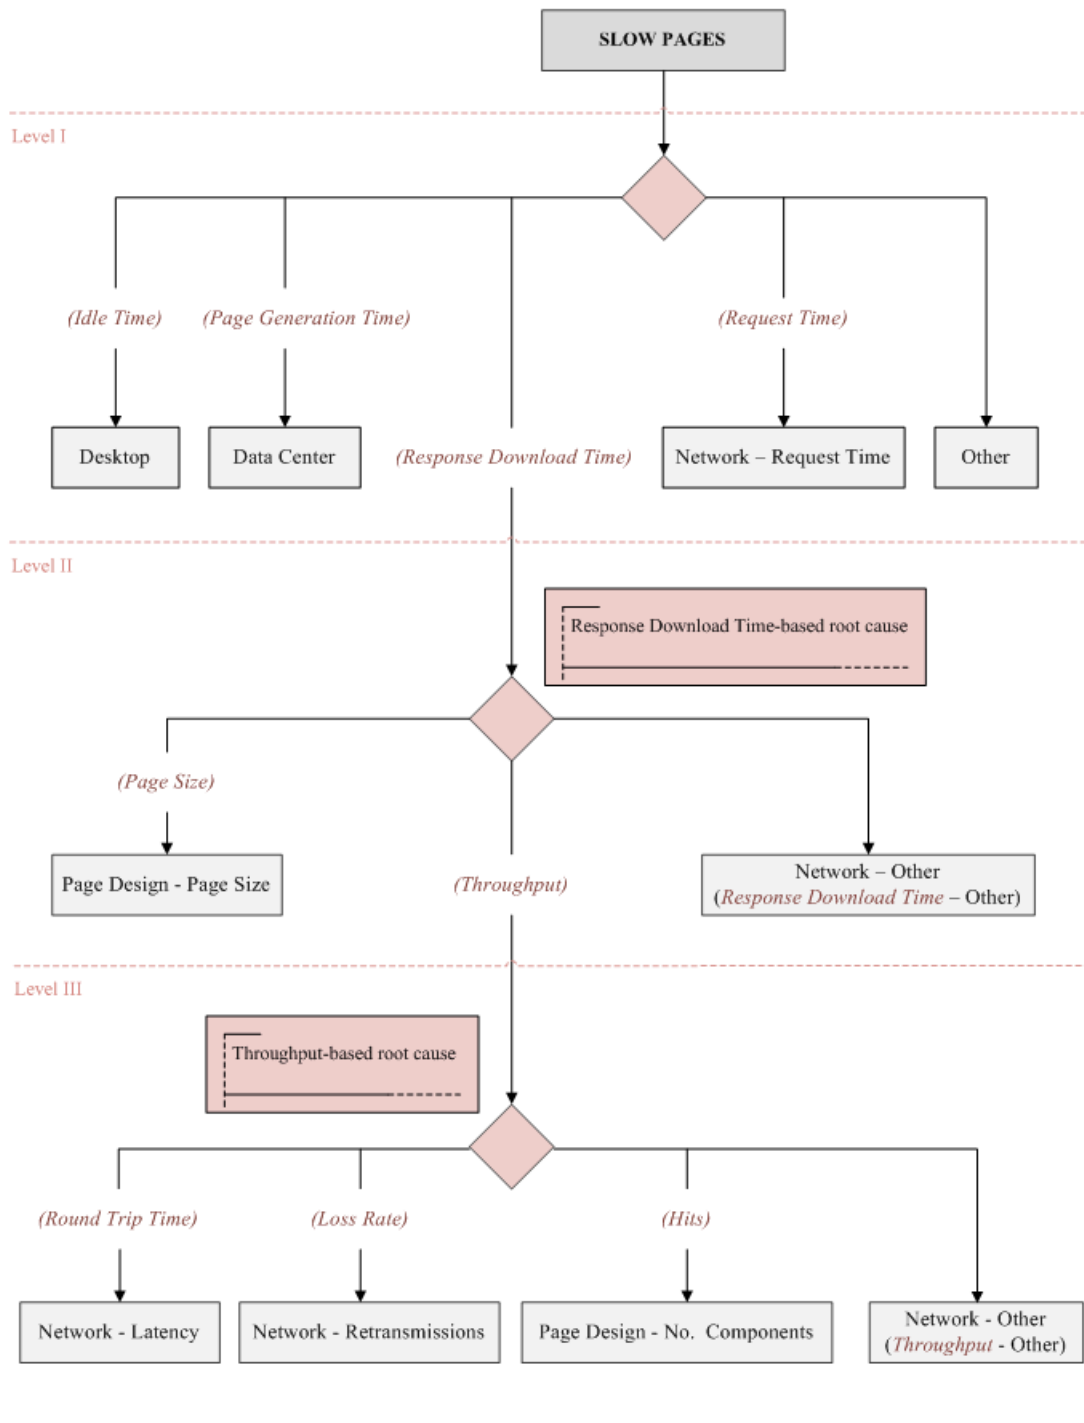 SLOW PAGES
Level I
(Idle Time)
(Page Generation Time)
(Request Time)
Desktop
Data Center
(Response Download Time)
Network – Request Time
Other
Level II
Response Download Time-based root cause
(Page Size)
Page Design - Page Size
(Throughput)
Network – Other
(Response Download Time – Other)
Level III
Throughput-based root cause
(Round Trip Time)
(Loss Rate)
(Hits)
Network - Latency
Network - Retransmissions
Page Design - No. Components
Network - Other
(Throughput - Other)